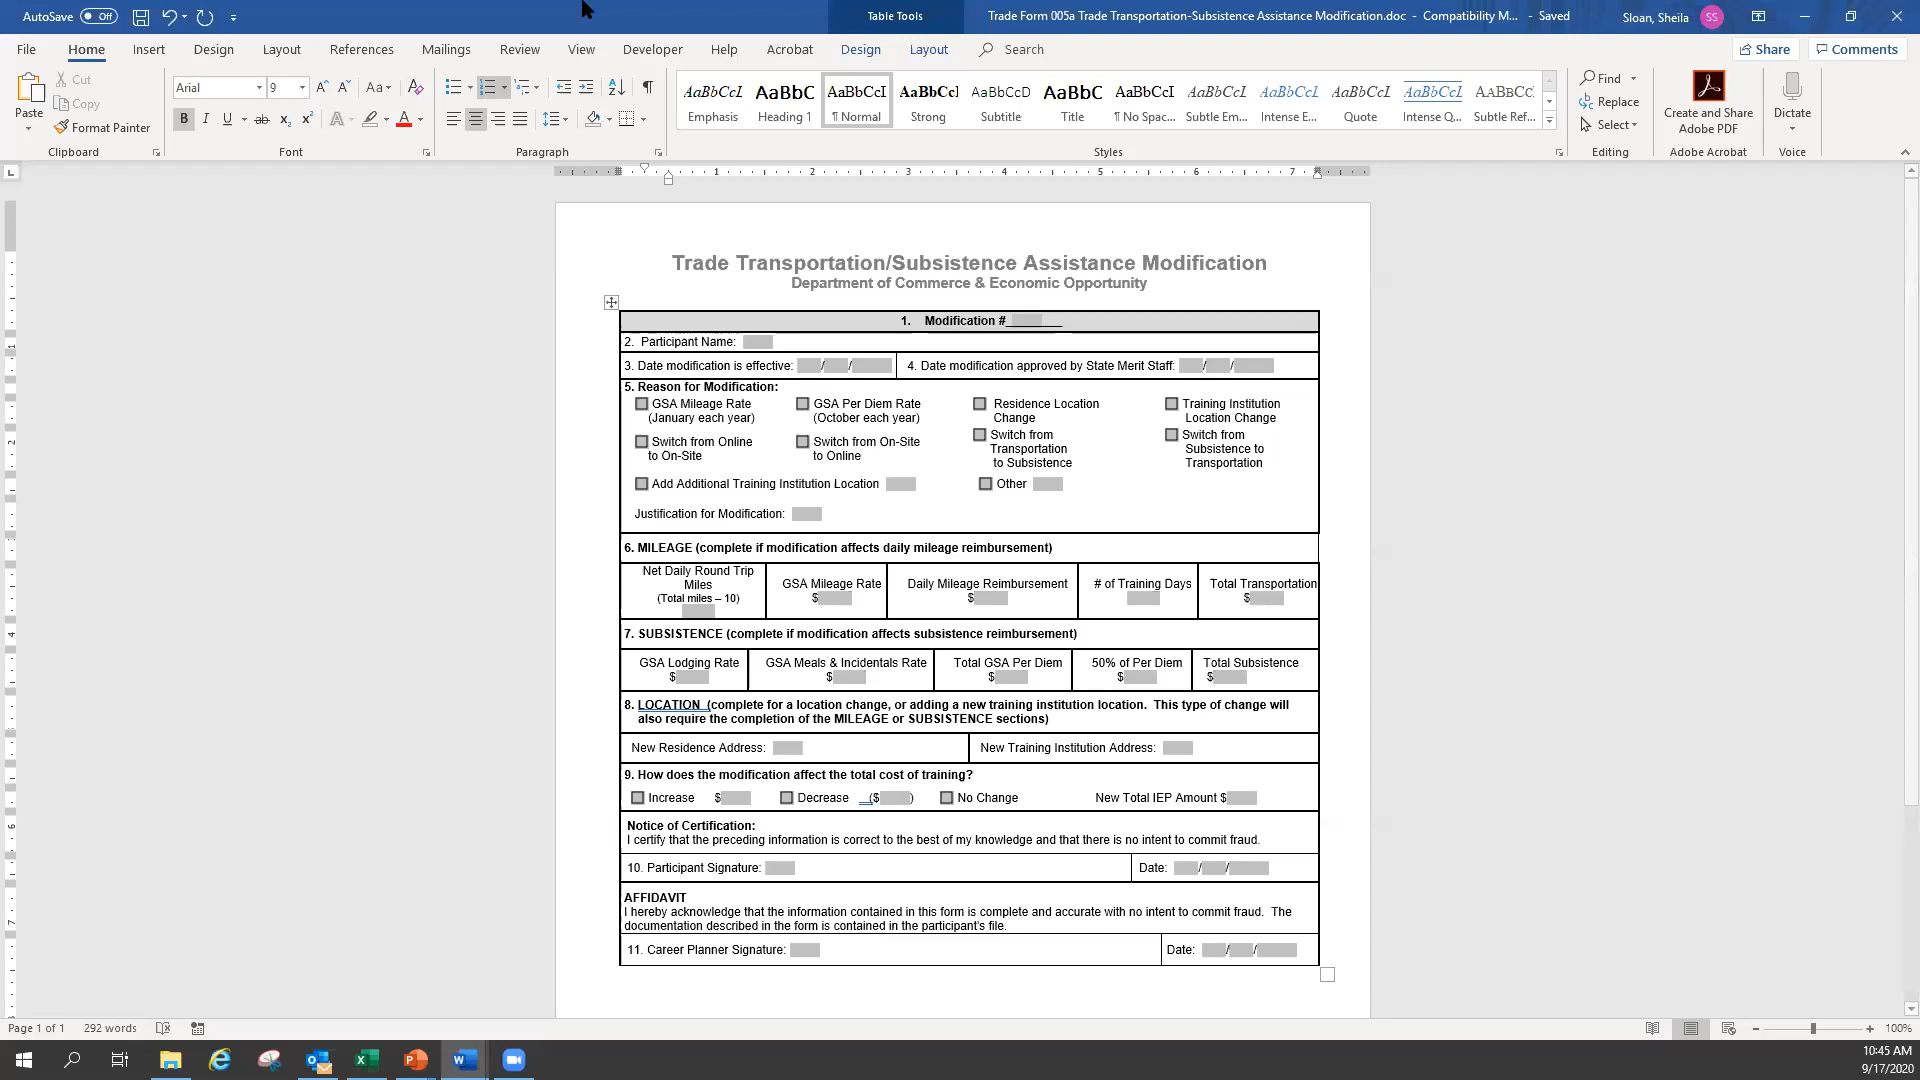 AutoSave Off
Table Tools
Trade Form 005a Trade Transportation-Subsistence Assistance Modification.doc - Compatibility M... - Saved
Sloan, Sheila SS
File Home Insert Design Layout References Mailings Review View Developer Help Acrobat Design Layout Search Share Comments
Paste Cut Copy Format Painter
Clipboard
Arial 9
Font
Paragraph
AaBbCcI AaBbC AaBbCcI AaBbCcI AaBbCcD AaBbC AaBbCcI AaBbCcI AaBbCcI AaBbCcI AaBbCcI AABBCC
Emphasis Heading 1 ¶ Normal Strong Subtitle Title ¶ No Spac... Subtle Em... Intense E... Quote Intense Q... Subtle Ref...
Styles
Find
Replace
Select
Editing
Create and Share Adobe PDF
Adobe Acrobat
Dictate
Voice
1 2 3 4 5 6 7
Trade Transportation/Subsistence Assistance Modification
Department of Commerce & Economic Opportunity
1. Modification #________
2. Participant Name:
3. Date modification is effective: / / 4. Date modification approved by State Merit Staff: / /
5. Reason for Modification:
GSA Mileage Rate (January each year)
GSA Per Diem Rate (October each year)
Residence Location Change
Training Institution Location Change
Switch from Online to On-Site
Switch from On-Site to Online
Switch from Transportation to Subsistence
Switch from Subsistence to Transportation
Add Additional Training Institution Location
Other
Justification for Modification:
6. MILEAGE (complete if modification affects daily mileage reimbursement)
Net Daily Round Trip Miles (Total miles – 10)
GSA Mileage Rate $
Daily Mileage Reimbursement $
# of Training Days
Total Transportation $
7. SUBSISTENCE (complete if modification affects subsistence reimbursement)
GSA Lodging Rate $
GSA Meals & Incidentals Rate $
Total GSA Per Diem $
50% of Per Diem $
Total Subsistence $
8. LOCATION (complete for a location change, or adding a new training institution location. This type of change will
also require the completion of the MILEAGE or SUBSISTENCE sections)
New Residence Address: New Training Institution Address:
9. How does the modification affect the total cost of training?
Increase $ Decrease ($ ) No Change New Total IEP Amount $
Notice of Certification:
I certify that the preceding information is correct to the best of my knowledge and that there is no intent to commit fraud.
10. Participant Signature: Date: / /
AFFIDAVIT
I hereby acknowledge that the information contained in this form is complete and accurate with no intent to commit fraud. The
documentation described in the form is contained in the participant's file.
11. Career Planner Signature: Date: / /
Page 1 of 1 292 words 100%
10:45 AM
9/17/2020